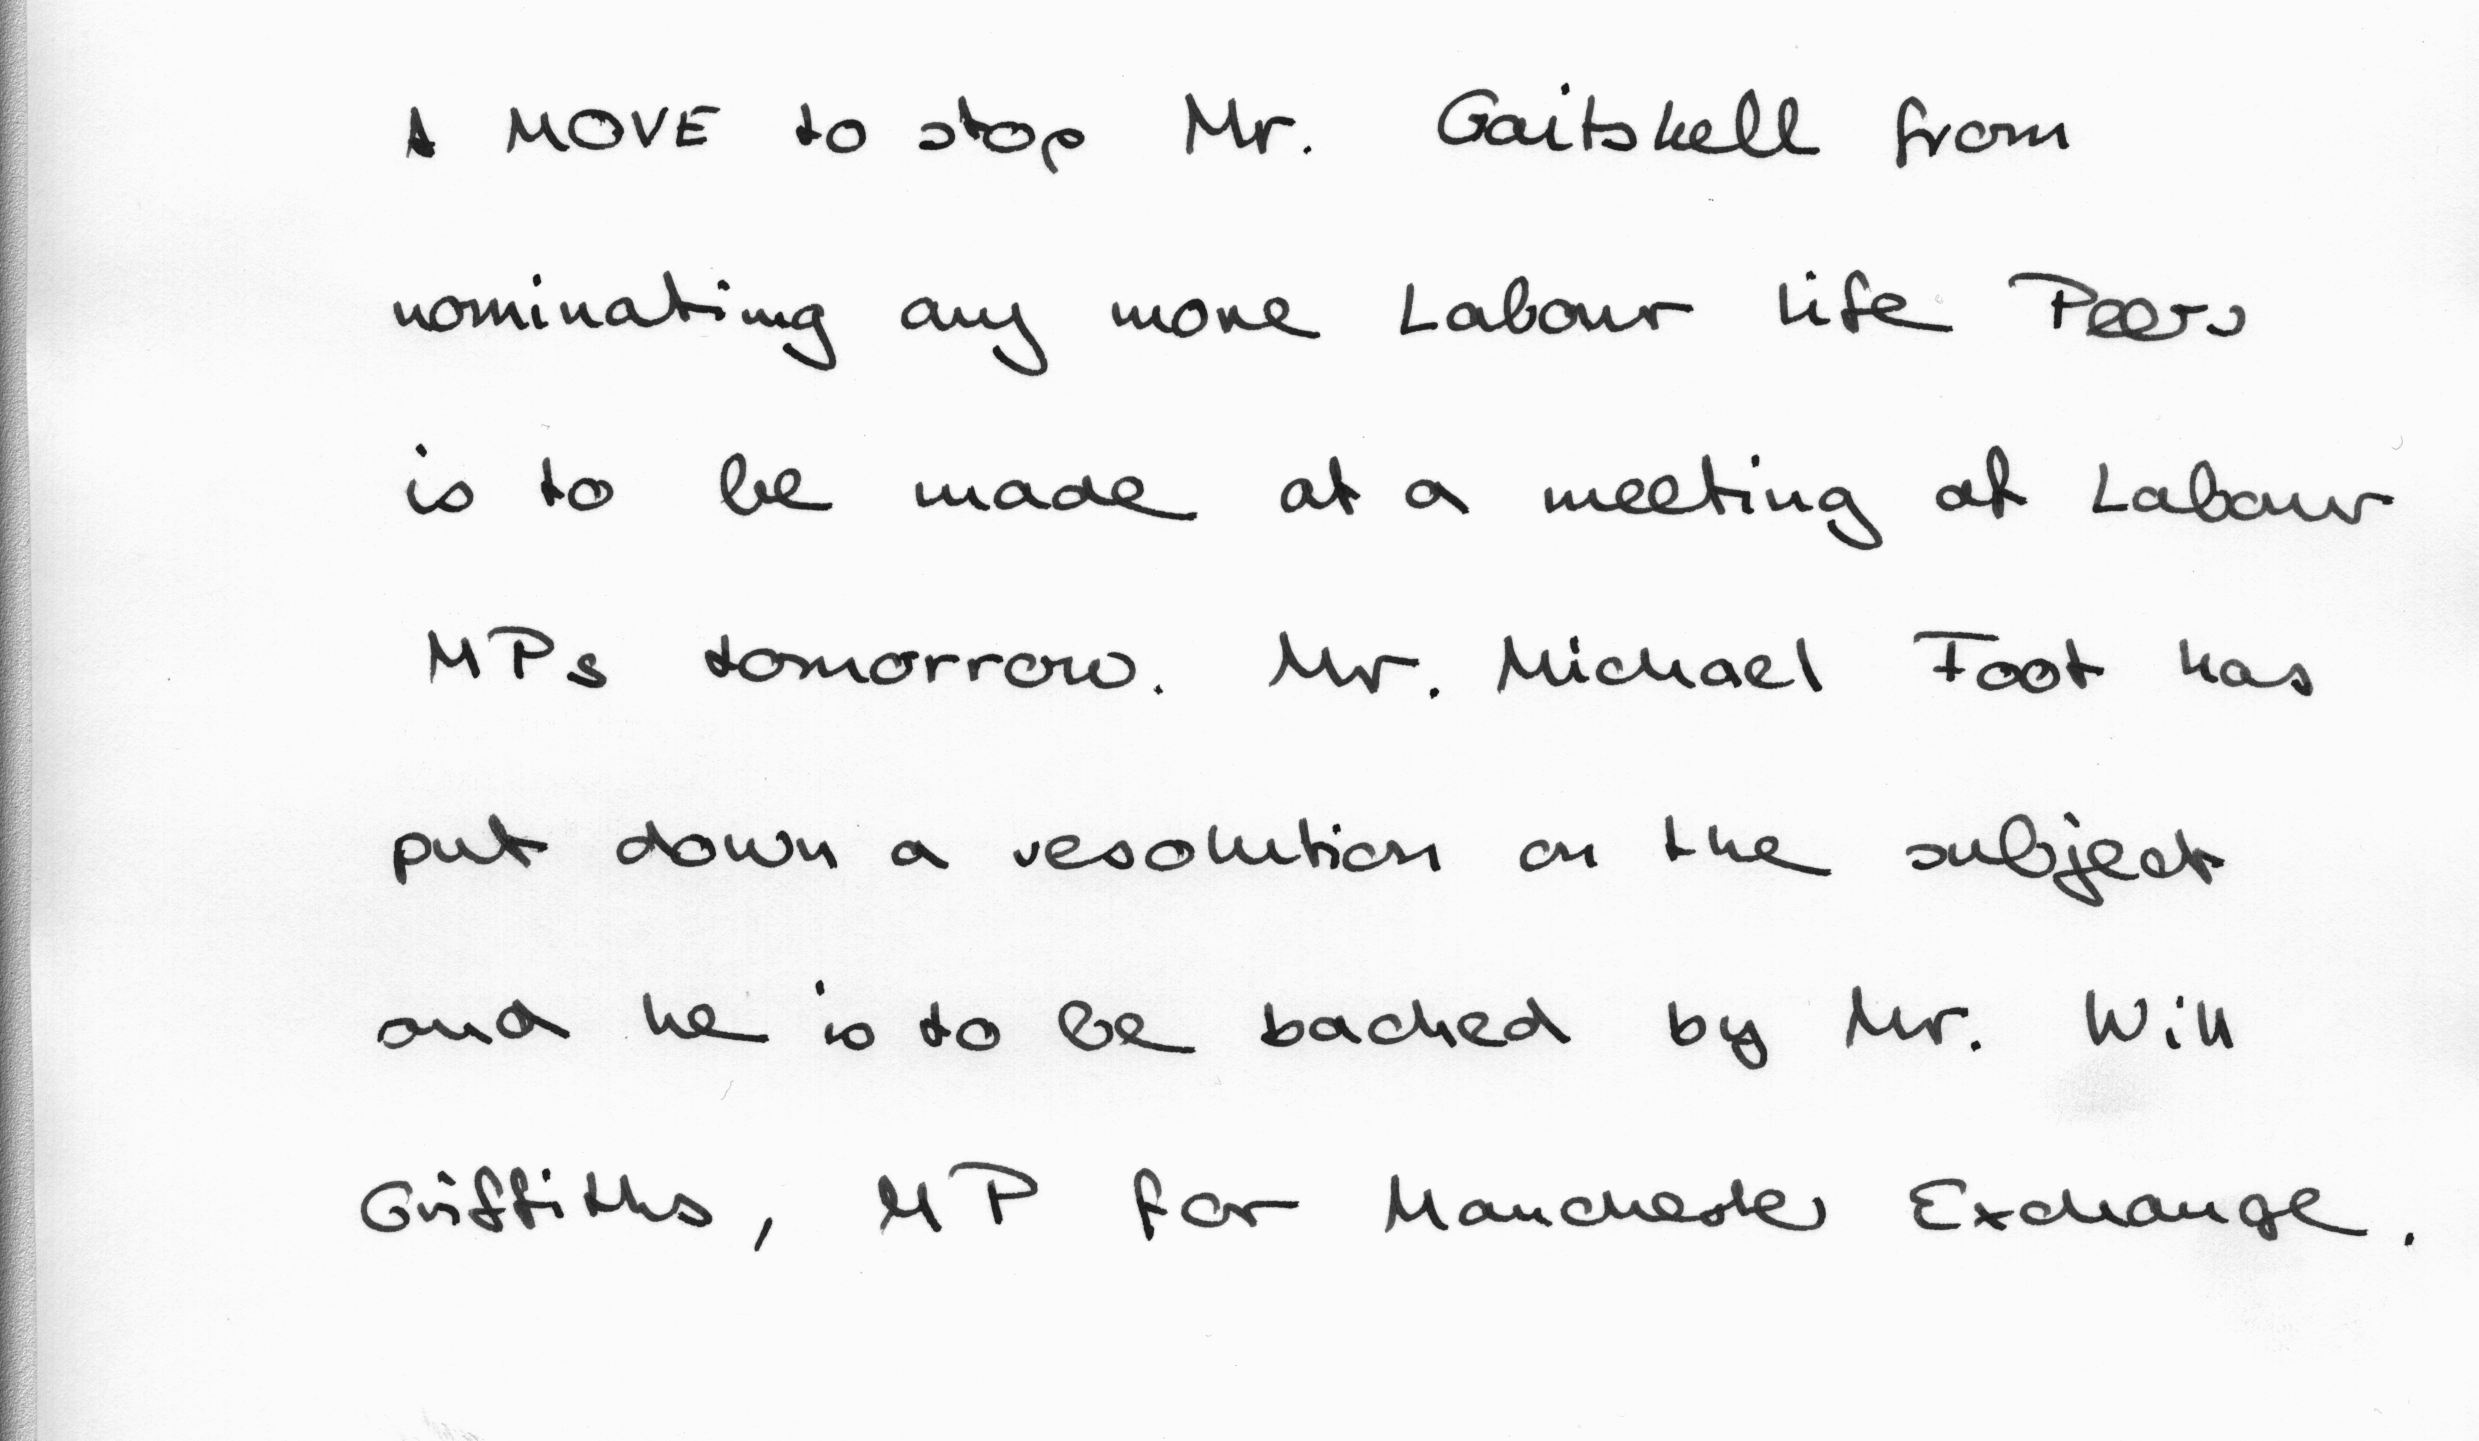 A MOVE to stop Mr. Gaitskell from
nominating any more Labour life Peers
is to be made at a meeting of Labour
MPs tomorrow. Mr. Michael Foot has
put down a resolution on the subject
and he is to be backed by Mr. Will
Griffiths, MP for Manchester Exchange.